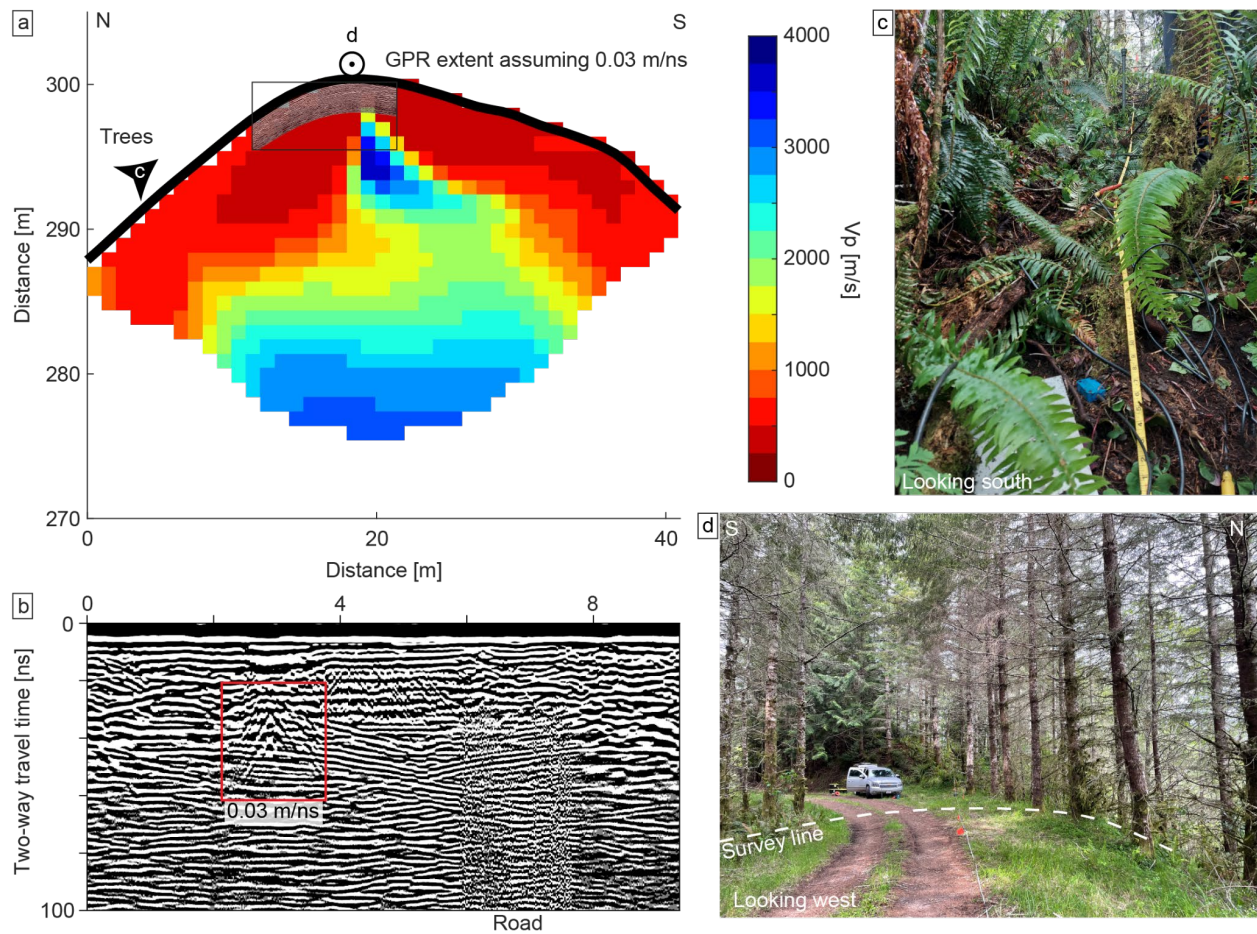 a
N
S
d
GPR extent assuming 0.03 m/ns
Trees
c
300
290
280
270
Distance [m]
0
20
40
Distance [m]
4000
3000
2000
1000
0
Vp [m/s]
c
Looking south
b
0
4
8
0
100
Two-way travel time [ns]
0.03 m/ns
Road
d
S
N
Survey line
Looking west